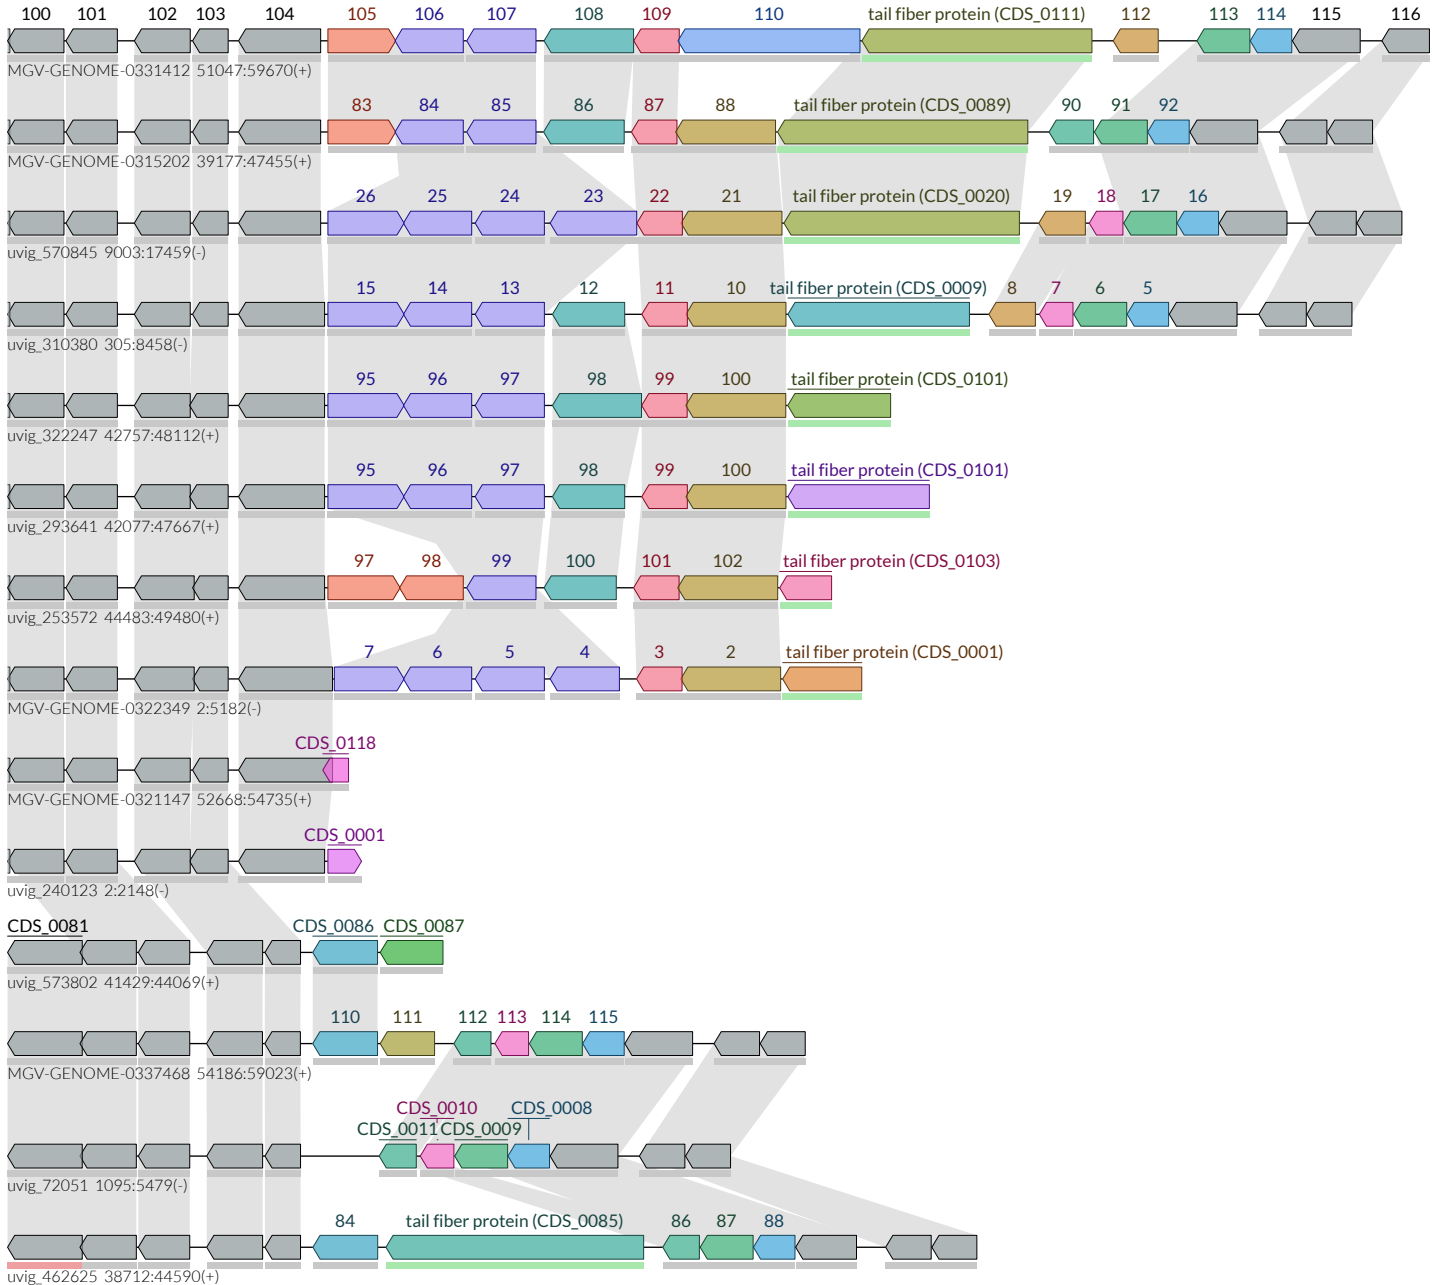 100 101 102 103 104 105 106 107 108 109 110 tail fiber protein (CDS_0111) 112 113 114 115 116
MGV-GENOME-0331412 51047:59670(+)
83 84 85 86 87 88 tail fiber protein (CDS_0089) 90 91 92
MGV-GENOME-0315202 39177:47455(+)
26 25 24 23 22 21 tail fiber protein (CDS_0020) 19 18 17 16
uvig_570845 9003:17459(-)
15 14 13 12 11 10 tail fiber protein (CDS_0009) 8 7 6 5
uvig_310380 305:8458(-)
95 96 97 98 99 100 tail fiber protein (CDS_0101)
uvig_322247 42757:48112(+)
95 96 97 98 99 100 tail fiber protein (CDS_0101)
uvig_293641 42077:47667(+)
97 98 99 100 101 102 tail fiber protein (CDS_0103)
uvig_253572 44483:49480(+)
7 6 5 4 3 2 tail fiber protein (CDS_0001)
MGV-GENOME-0322349 2:5182(-)
CDS_0118
MGV-GENOME-0321147 52668:54735(+)
CDS_0001
uvig_240123 2:2148(-)
CDS_0081 CDS_0086 CDS_0087
uvig_573802 41429:44069(+)
110 111 112 113 114 115
MGV-GENOME-0337468 54186:59023(+)
CDS_0010 CDS_0008
CDS_0011 CDS_0009
uvig_72051 1095:5479(-)
84 tail fiber protein (CDS_0085) 86 87 88
uvig_462625 38712:44590(+)